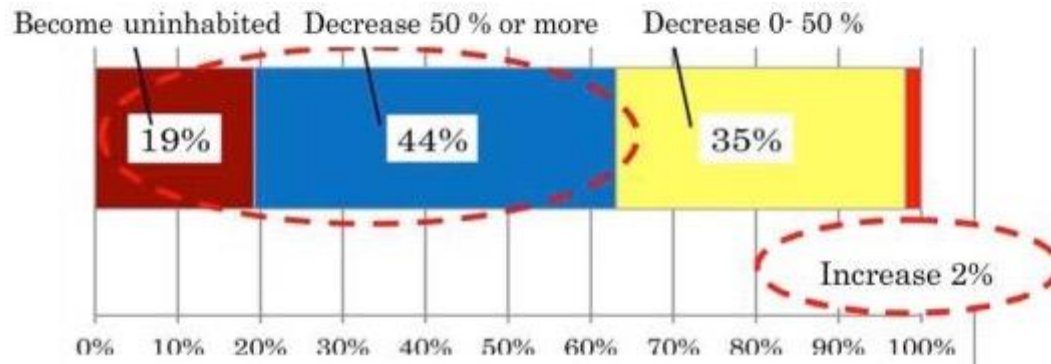 Become uninhabited Decrease 50 % or more Decrease 0- 50 %
19% 44% 35%
Increase 2%
0% 10% 20% 30% 40% 50% 60% 70% 80% 90% 100%